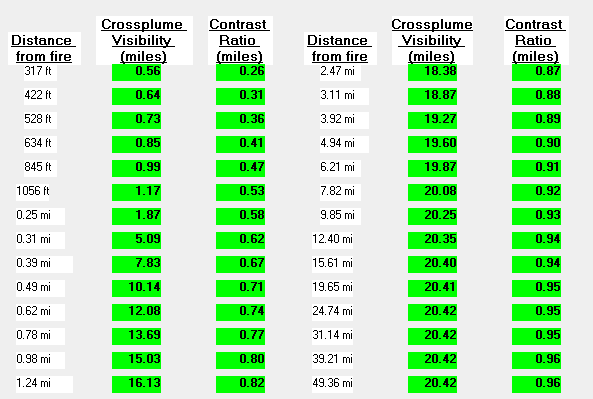 Distance from fire Crossplume Visibility (miles) Contrast Ratio (miles) Distance from fire Crossplume Visibility (miles) Contrast Ratio (miles)
317 ft 0.56 0.26 2.47 mi 18.38 0.87
422 ft 0.64 0.31 3.11 mi 18.87 0.88
528 ft 0.73 0.36 3.92 mi 19.27 0.89
634 ft 0.85 0.41 4.94 mi 19.60 0.90
845 ft 0.99 0.47 6.21 mi 19.87 0.91
1056 ft 1.17 0.53 7.82 mi 20.08 0.92
0.25 mi 1.87 0.58 9.85 mi 20.25 0.93
0.31 mi 5.09 0.62 12.40 mi 20.35 0.94
0.39 mi 7.83 0.67 15.61 mi 20.40 0.94
0.49 mi 10.14 0.71 19.65 mi 20.41 0.95
0.62 mi 12.08 0.74 24.74 mi 20.42 0.95
0.78 mi 13.69 0.77 31.14 mi 20.42 0.95
0.98 mi 15.03 0.80 39.21 mi 20.42 0.96
1.24 mi 16.13 0.82 49.36 mi 20.42 0.96